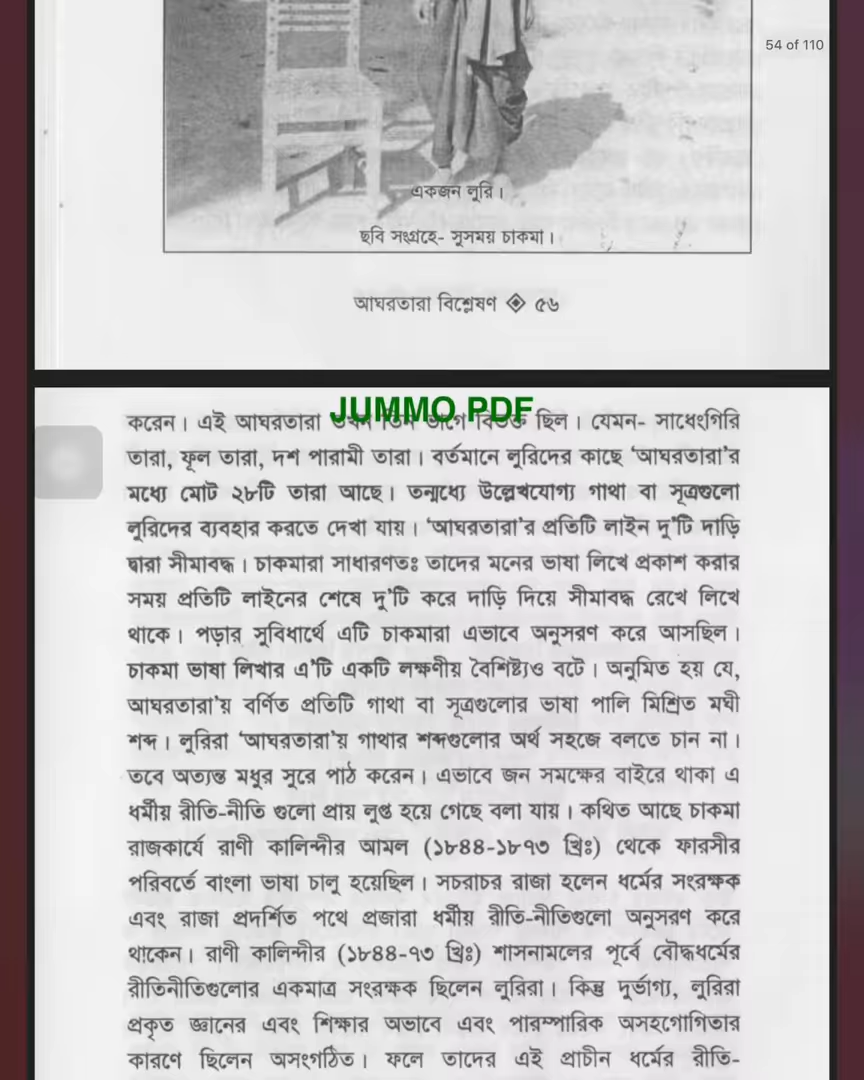 54 of 110
একজন লুরি।
ছবি সংগ্রহে- সুসময় চাকমা।
আঘরতারা বিশ্লেষণ ◈ ৫৬
JUMMO PDF
করেন। এই আঘরতারা তখন তিন ভাগে বিভক্ত ছিল। যেমন- সাধেংগিরি
তারা, ফূল তারা, দশ পারামী তারা। বর্তমানে লুরিদের কাছে ‘আঘরতারা’র
মধ্যে মোট ২৮টি তারা আছে। তন্মধ্যে উল্লেখযোগ্য গাথা বা সূত্রগুলো
লুরিদের ব্যবহার করতে দেখা যায়। ‘আঘরতারা’র প্রতিটি লাইন দু’টি দাড়ি
দ্বারা সীমাবদ্ধ। চাকমারা সাধারণতঃ তাদের মনের ভাষা লিখে প্রকাশ করার
সময় প্রতিটি লাইনের শেষে দু’টি করে দাড়ি দিয়ে সীমাবদ্ধ রেখে লিখে
থাকে। পড়ার সুবিধার্থে এটি চাকমারা এভাবে অনুসরণ করে আসছিল।
চাকমা ভাষা লিখার এ’টি একটি লক্ষণীয় বৈশিষ্ট্যও বটে। অনুমিত হয় যে,
আঘরতারা’য় বর্ণিত প্রতিটি গাথা বা সূত্রগুলোর ভাষা পালি মিশ্রিত মঘী
শব্দ। লুরিরা ‘আঘরতারা’য় গাথার শব্দগুলোর অর্থ সহজে বলতে চান না।
তবে অত্যন্ত মধুর সুরে পাঠ করেন। এভাবে জন সমক্ষের বাইরে থাকা এ
ধর্মীয় রীতি-নীতি গুলো প্রায় লুপ্ত হয়ে গেছে বলা যায়। কথিত আছে চাকমা
রাজকার্যে রাণী কালিন্দীর আমল (১৮৪৪-১৮৭৩ খ্রিঃ) থেকে ফারসীর
পরিবর্তে বাংলা ভাষা চালু হয়েছিল। সচরাচর রাজা হলেন ধর্মের সংরক্ষক
এবং রাজা প্রদর্শিত পথে প্রজারা ধর্মীয় রীতি-নীতিগুলো অনুসরণ করে
থাকেন। রাণী কালিন্দীর (১৮৪৪-৭৩ খ্রিঃ) শাসনামলের পূর্বে বৌদ্ধধর্মের
রীতিনীতিগুলোর একমাত্র সংরক্ষক ছিলেন লুরিরা। কিন্তু দুর্ভাগ্য, লুরিরা
প্রকৃত জ্ঞানের এবং শিক্ষার অভাবে এবং পারস্পারিক অসহগোগিতার
কারণে ছিলেন অসংগঠিত। ফলে তাদের এই প্রাচীন ধর্মের রীতি-